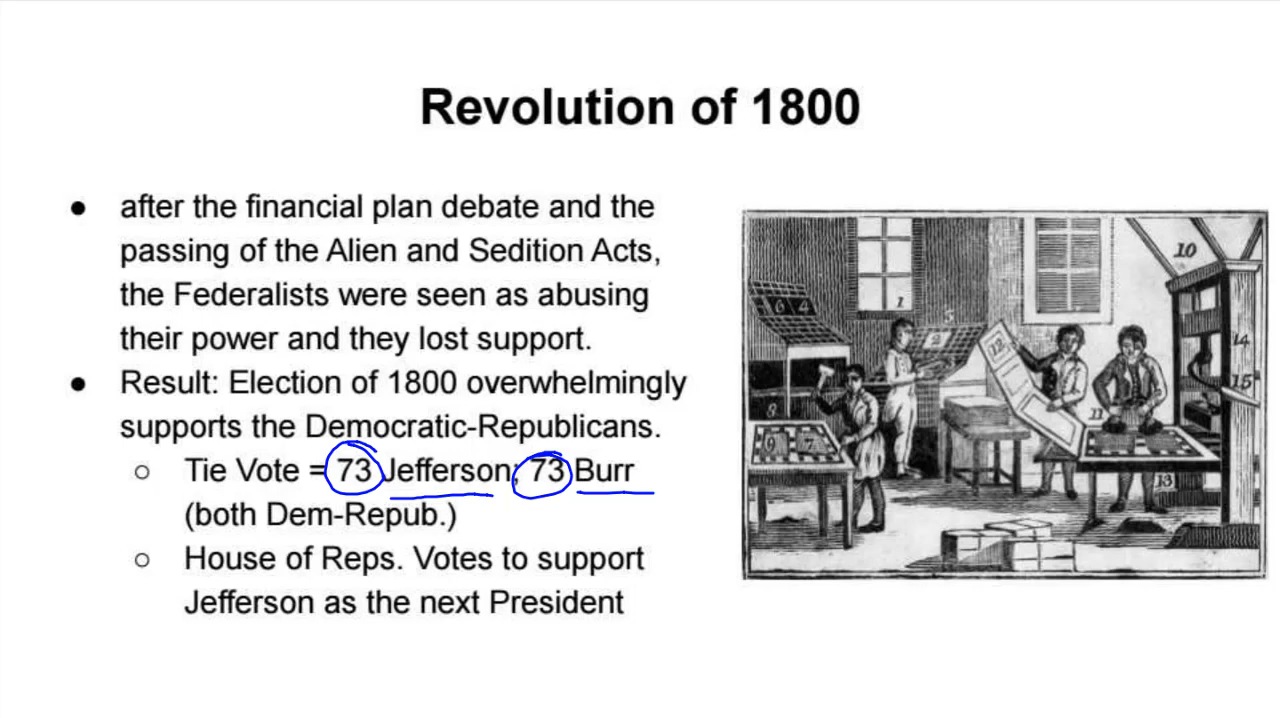 Revolution of 1800
● after the financial plan debate and the
passing of the Alien and Sedition Acts,
the Federalists were seen as abusing
their power and they lost support.
● Result: Election of 1800 overwhelmingly
supports the Democratic-Republicans.
○ Tie Vote = 73 Jefferson; 73 Burr
(both Dem-Repub.)
○ House of Reps. Votes to support
Jefferson as the next President
10
6 4
1
3
2
12
14
15
8
11
9 7
13